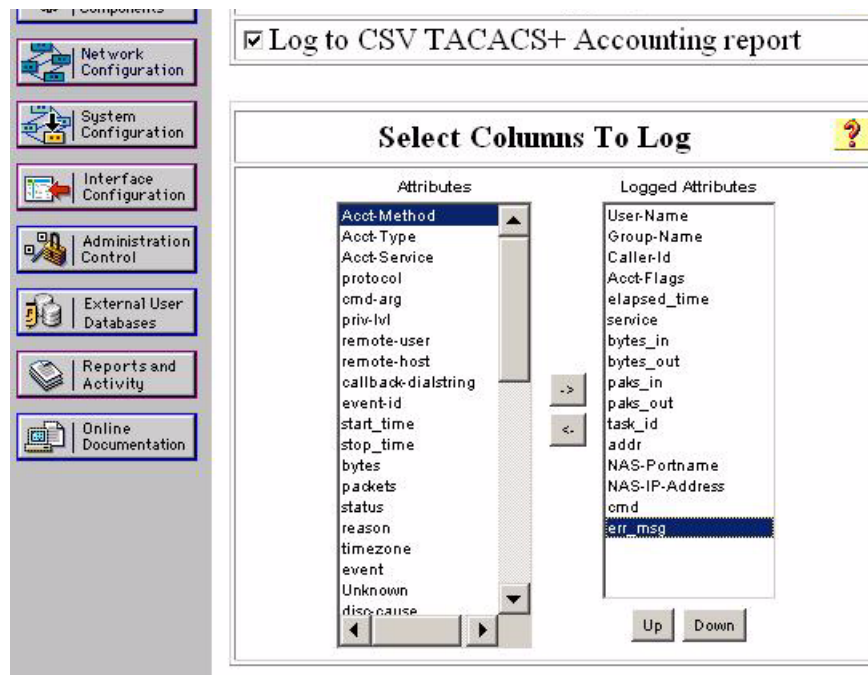 Components
Network
Configuration
System
Configuration
Interface
Configuration
Administration
Control
External User
Databases
Reports and
Activity
Online
Documentation
Log to CSV TACACS+ Accounting report
Select Columns To Log
?
Attributes
Acct-Method
Acct-Type
Acct-Service
protocol
cmd-arg
priv-lvl
remote-user
remote-host
callback-dialstring
event-id
start_time
stop_time
bytes
packets
status
reason
timezone
event
Unknown
disc-cause
->
<-
Logged Attributes
User-Name
Group-Name
Caller-Id
Acct-Flags
elapsed_time
service
bytes_in
bytes_out
paks_in
paks_out
task_id
addr
NAS-Portname
NAS-IP-Address
cmd
err_msg
Up
Down